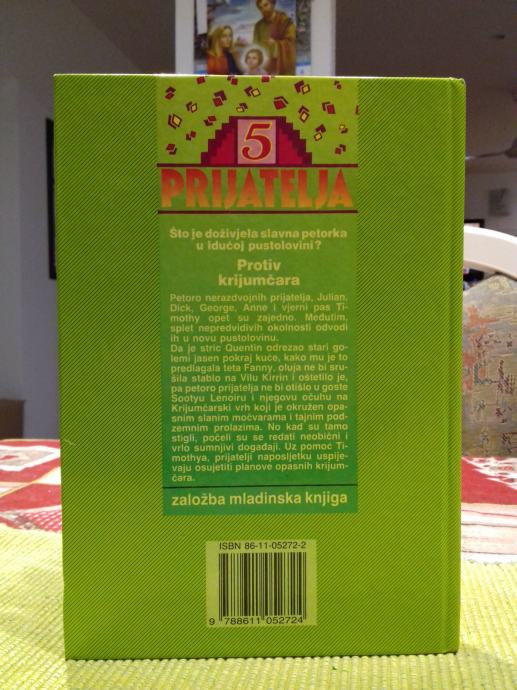 5
PRIJATELJA
Što je doživjela slavna petorka
u idućoj pustolovini?
Protiv
krijumčara
Petoro nerazdvojnih prijatelja, Julian,
Dick, George, Anne i vjerni pas Ti-
mothy opet su zajedno. Međutim,
splet nepredvidivih okolnosti odvodi
ih u novu pustolovinu.
Da je stric Quentin odrezao stari go-
lemi jasen pokraj kuće, kako mu je to
predlagala teta Fanny, oluja ne bi sru-
šila stablo na Vilu Kirrin i oštetilo je,
pa petoro prijatelja ne bi otišlo u goste
Sootyu Lenoiru i njegovu očuhu na
Krijumčarski vrh koji je okružen opa-
snim slanim močvarama i tajnim pod-
zemnim prolazima. No kad su tamo
stigli, počeli su se redati neobični i
vrlo sumnjivi događaji. Uz pomoć Ti-
mothya, prijatelji naposljetku uspije-
vaju osujetiti planove opasnih krijum-
čara.
založba mladinska knjiga
ISBN 86-11-05272-2
9 788611 052724